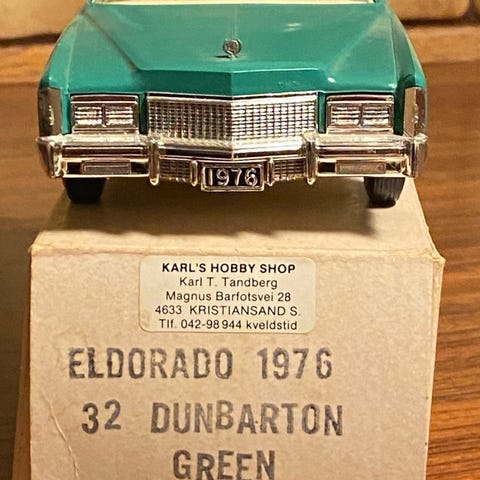 1976
KARL'S HOBBY SHOP
Karl T. Tandberg
Magnus Barfotsvei 28
4633 KRISTIANSAND S.
Tlf. 042-98 944 kveldstid
ELDORADO 1976
32 DUNBARTON
GREEN